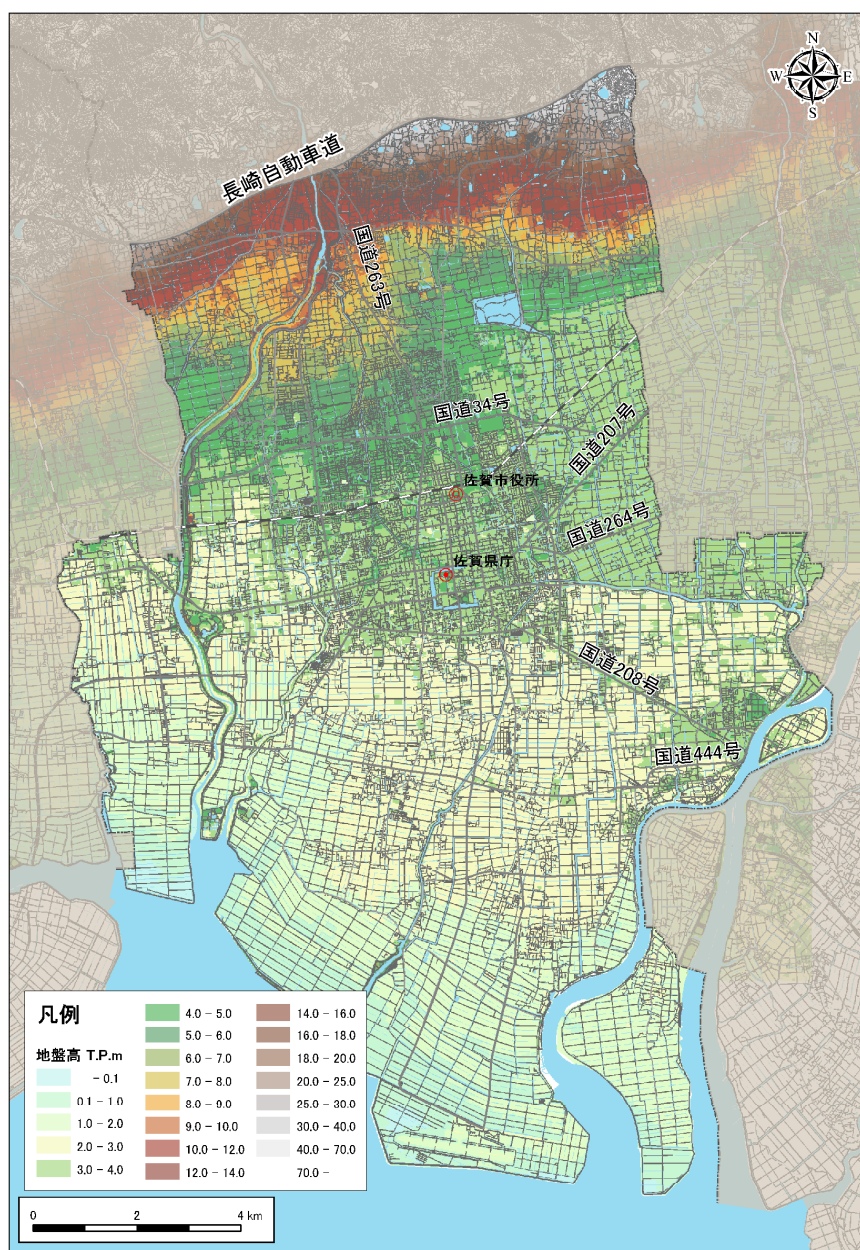 N
W E
S
長崎自動車道
国道263号
国道34号
国道207号
佐賀市役所
国道264号
佐賀県庁
国道208号
国道444号
凡例
地盤高 T.P.m
- 0.1
0.1 - 1.0
1.0 - 2.0
2.0 - 3.0
3.0 - 4.0
4.0 - 5.0
5.0 - 6.0
6.0 - 7.0
7.0 - 8.0
8.0 - 9.0
9.0 - 10.0
10.0 - 12.0
12.0 - 14.0
14.0 - 16.0
16.0 - 18.0
18.0 - 20.0
20.0 - 25.0
25.0 - 30.0
30.0 - 40.0
40.0 - 70.0
70.0 -
0 2 4 km